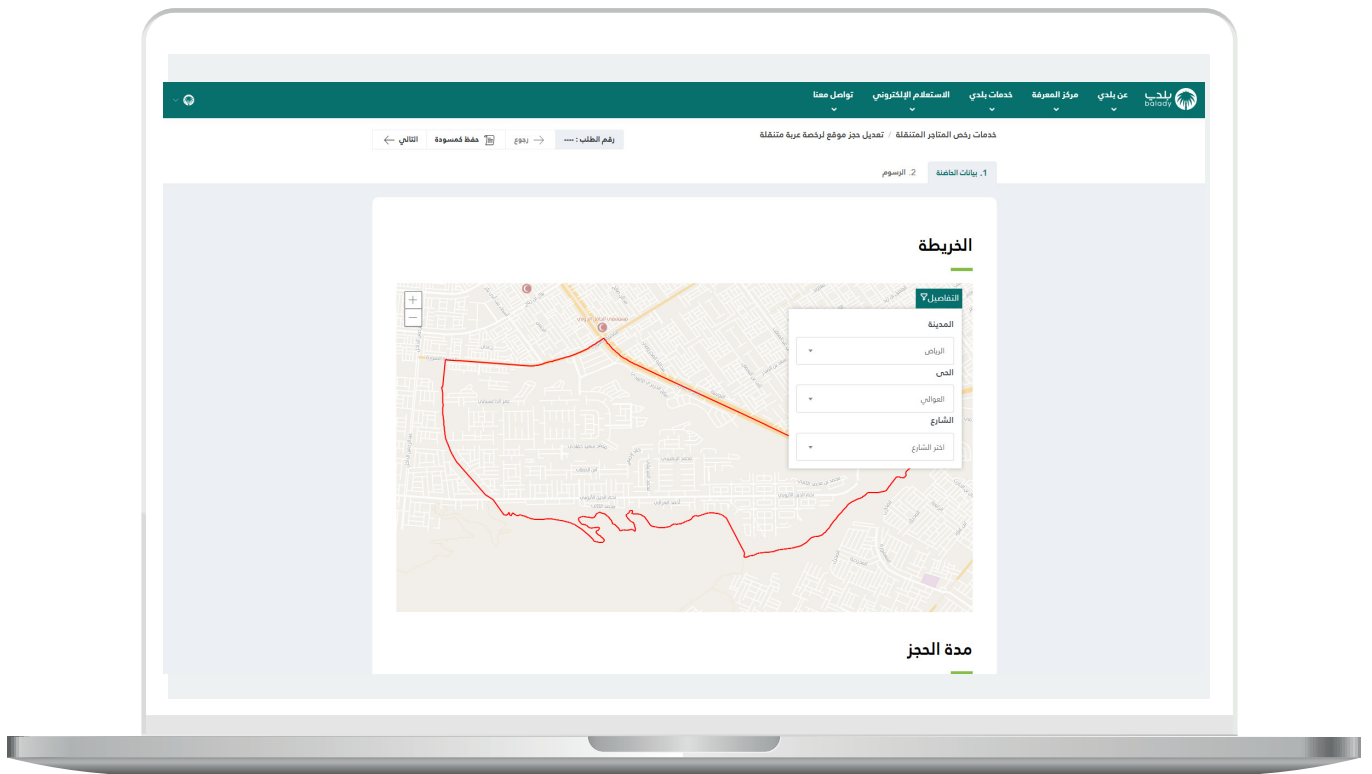 بلدي
balady
عن بلدي
مركز المعرفة
خدمات بلدي
الاستعلام الإلكتروني
تواصل معنا
خدمات رخص المتاجر المتنقلة / تعديل حجز موقع لرخصة عربة متنقلة
رقم الطلب : ----
رجوع
حفظ كمسودة
التالي
1. بيانات الحاضنة
2. الرسوم
الخريطة
+
−
التفاصيل
المدينة
الرياض
الحى
العوالي
الشارع
اختر الشارع
مدة الحجز